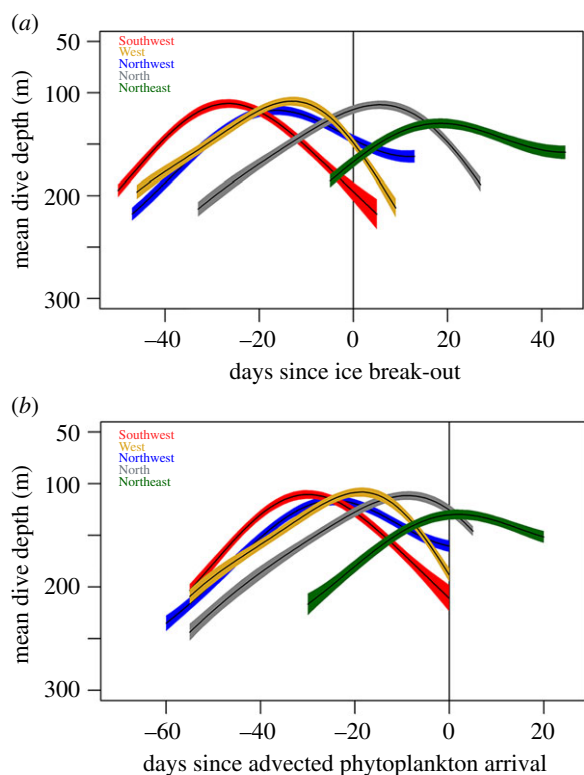 (a)
50
100
200
300
mean dive depth (m)
Southwest
West
Northwest
North
Northeast
−40
−20
0
20
40
days since ice break-out
(b)
50
100
200
300
mean dive depth (m)
Southwest
West
Northwest
North
Northeast
−60
−40
−20
0
20
days since advected phytoplankton arrival